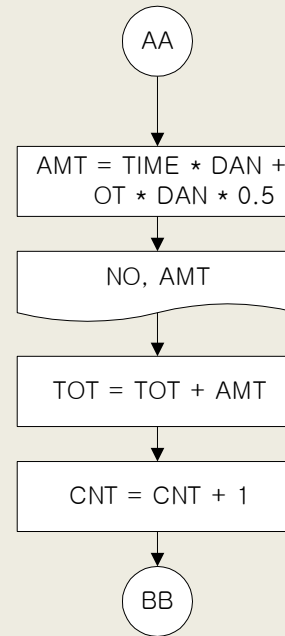 AA
AMT = TIME * DAN +
OT * DAN * 0.5
NO, AMT
TOT = TOT + AMT
CNT = CNT + 1
BB